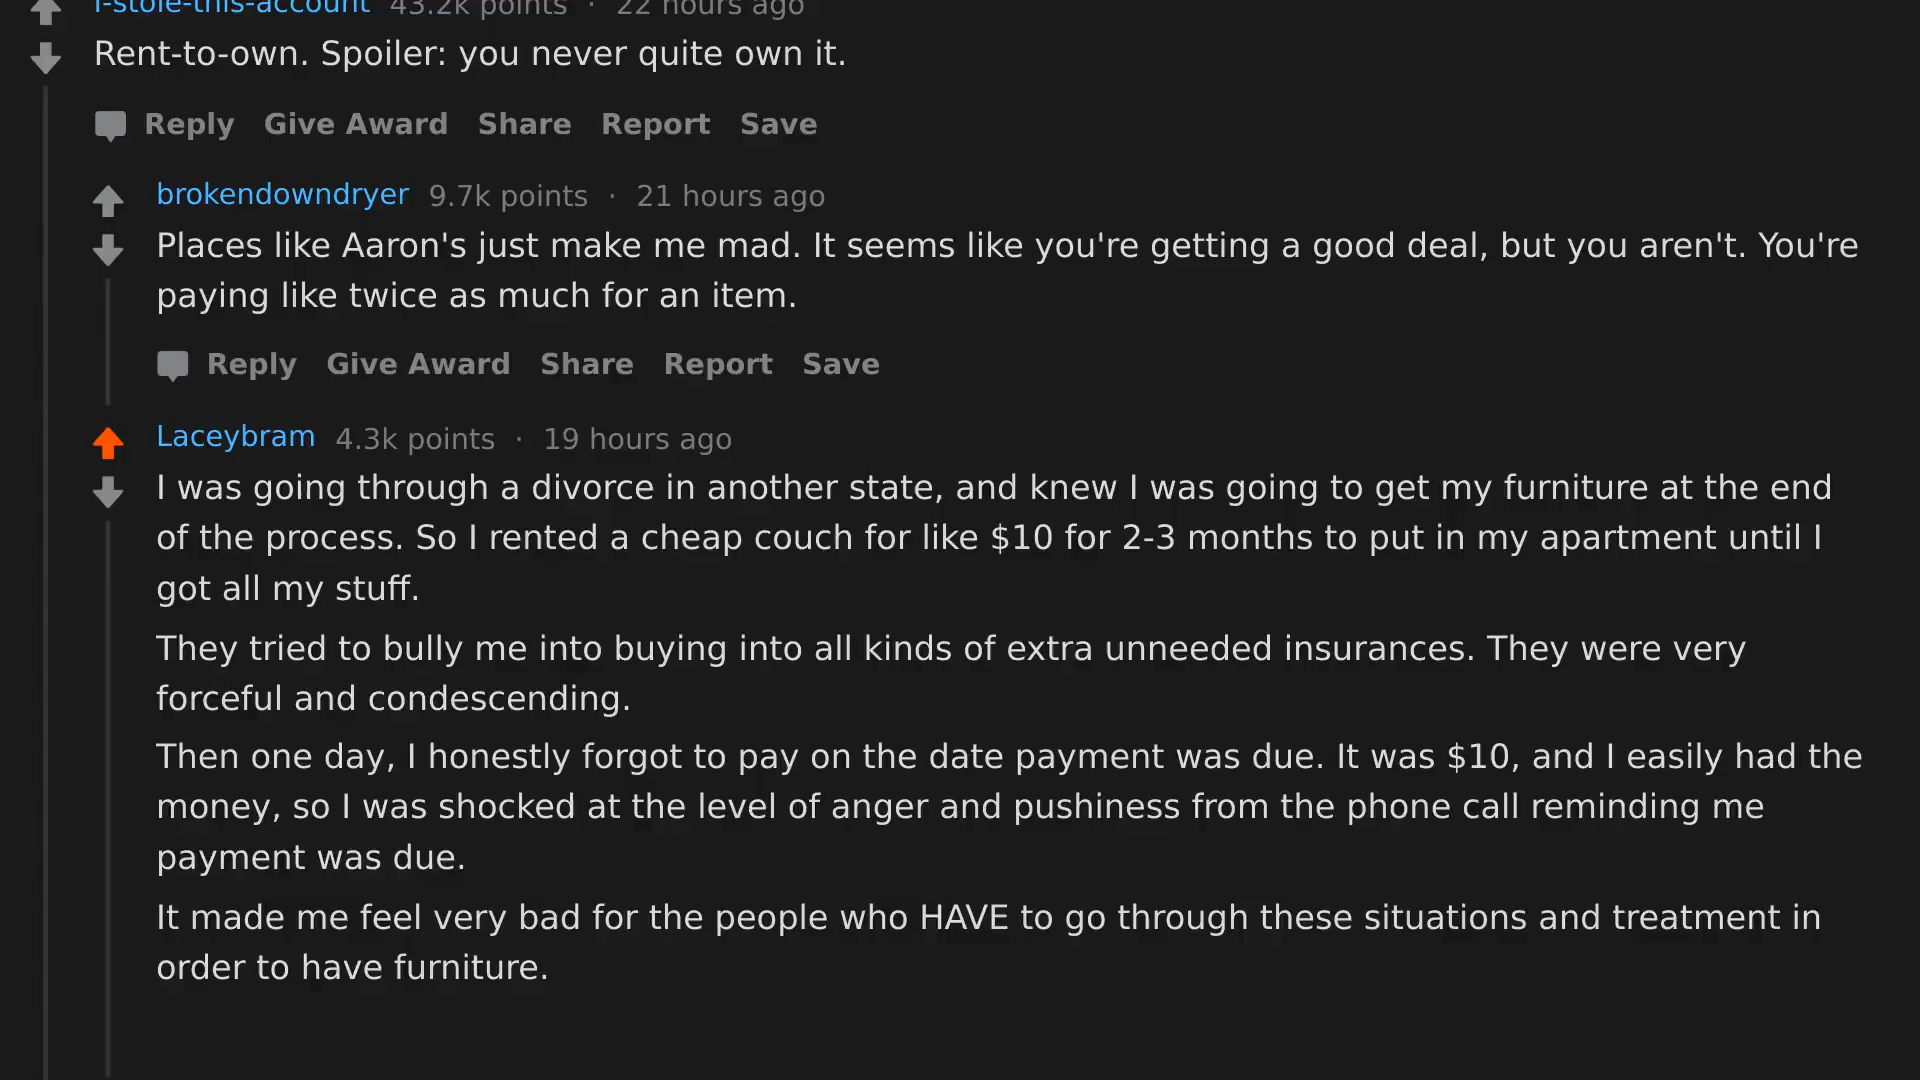 i-stole-this-account 43.2k points · 22 hours ago
Rent-to-own. Spoiler: you never quite own it.
Reply Give Award Share Report Save
brokendowndryer 9.7k points · 21 hours ago
Places like Aaron's just make me mad. It seems like you're getting a good deal, but you aren't. You're
paying like twice as much for an item.
Reply Give Award Share Report Save
Laceybram 4.3k points · 19 hours ago
I was going through a divorce in another state, and knew I was going to get my furniture at the end
of the process. So I rented a cheap couch for like $10 for 2-3 months to put in my apartment until I
got all my stuff.
They tried to bully me into buying into all kinds of extra unneeded insurances. They were very
forceful and condescending.
Then one day, I honestly forgot to pay on the date payment was due. It was $10, and I easily had the
money, so I was shocked at the level of anger and pushiness from the phone call reminding me
payment was due.
It made me feel very bad for the people who HAVE to go through these situations and treatment in
order to have furniture.